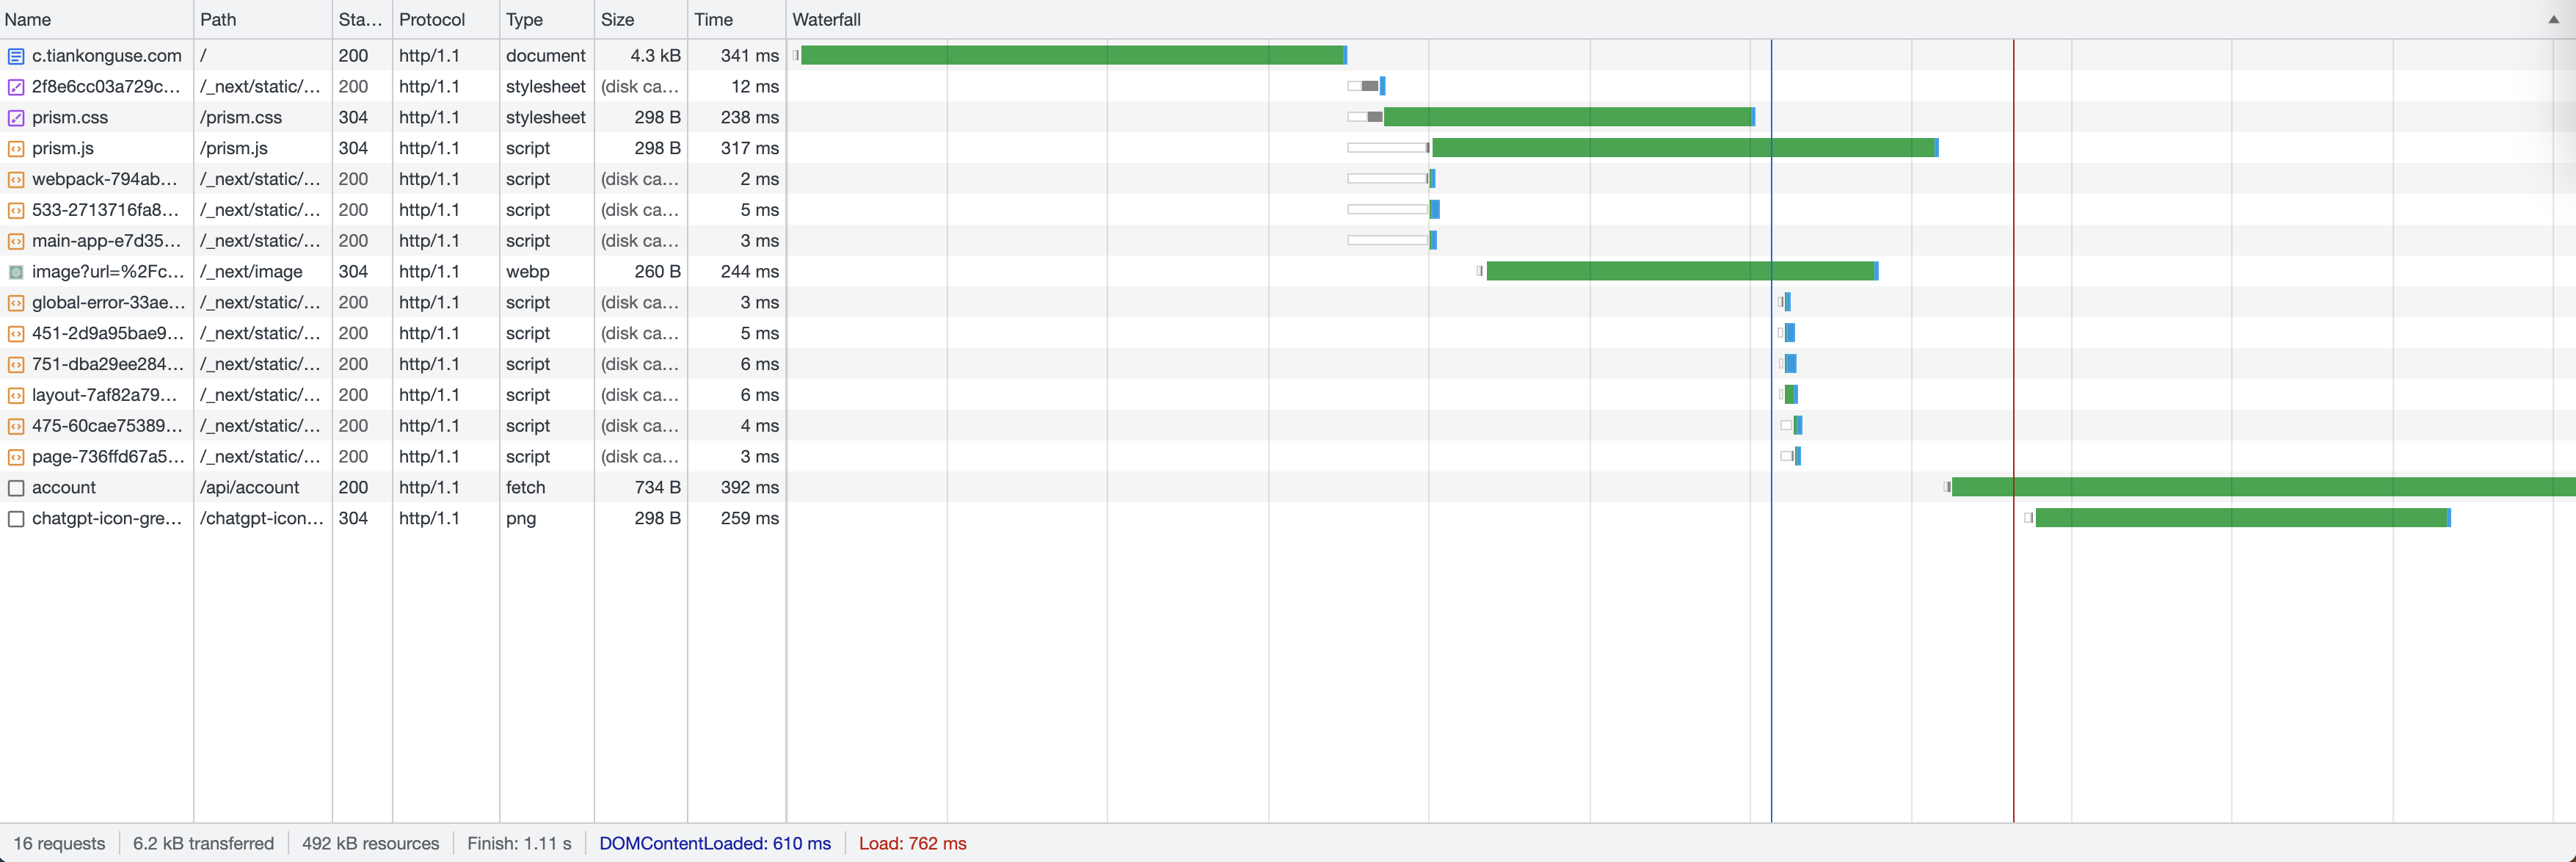 Name Path Sta... Protocol Type Size Time Waterfall
c.tiankonguse.com / 200 http/1.1 document 4.3 kB 341 ms
2f8e6cc03a729c... /_next/static/... 200 http/1.1 stylesheet (disk ca... 12 ms
prism.css /prism.css 304 http/1.1 stylesheet 298 B 238 ms
prism.js /prism.js 304 http/1.1 script 298 B 317 ms
webpack-794ab... /_next/static/... 200 http/1.1 script (disk ca... 2 ms
533-2713716fa8... /_next/static/... 200 http/1.1 script (disk ca... 5 ms
main-app-e7d35... /_next/static/... 200 http/1.1 script (disk ca... 3 ms
image?url=%2Fc... /_next/image 304 http/1.1 webp 260 B 244 ms
global-error-33ae... /_next/static/... 200 http/1.1 script (disk ca... 3 ms
451-2d9a95bae9... /_next/static/... 200 http/1.1 script (disk ca... 5 ms
751-dba29ee284... /_next/static/... 200 http/1.1 script (disk ca... 6 ms
layout-7af82a79... /_next/static/... 200 http/1.1 script (disk ca... 6 ms
475-60cae75389... /_next/static/... 200 http/1.1 script (disk ca... 4 ms
page-736ffd67a5... /_next/static/... 200 http/1.1 script (disk ca... 3 ms
account /api/account 200 http/1.1 fetch 734 B 392 ms
chatgpt-icon-gre... /chatgpt-icon... 304 http/1.1 png 298 B 259 ms
16 requests 6.2 kB transferred 492 kB resources Finish: 1.11 s DOMContentLoaded: 610 ms Load: 762 ms